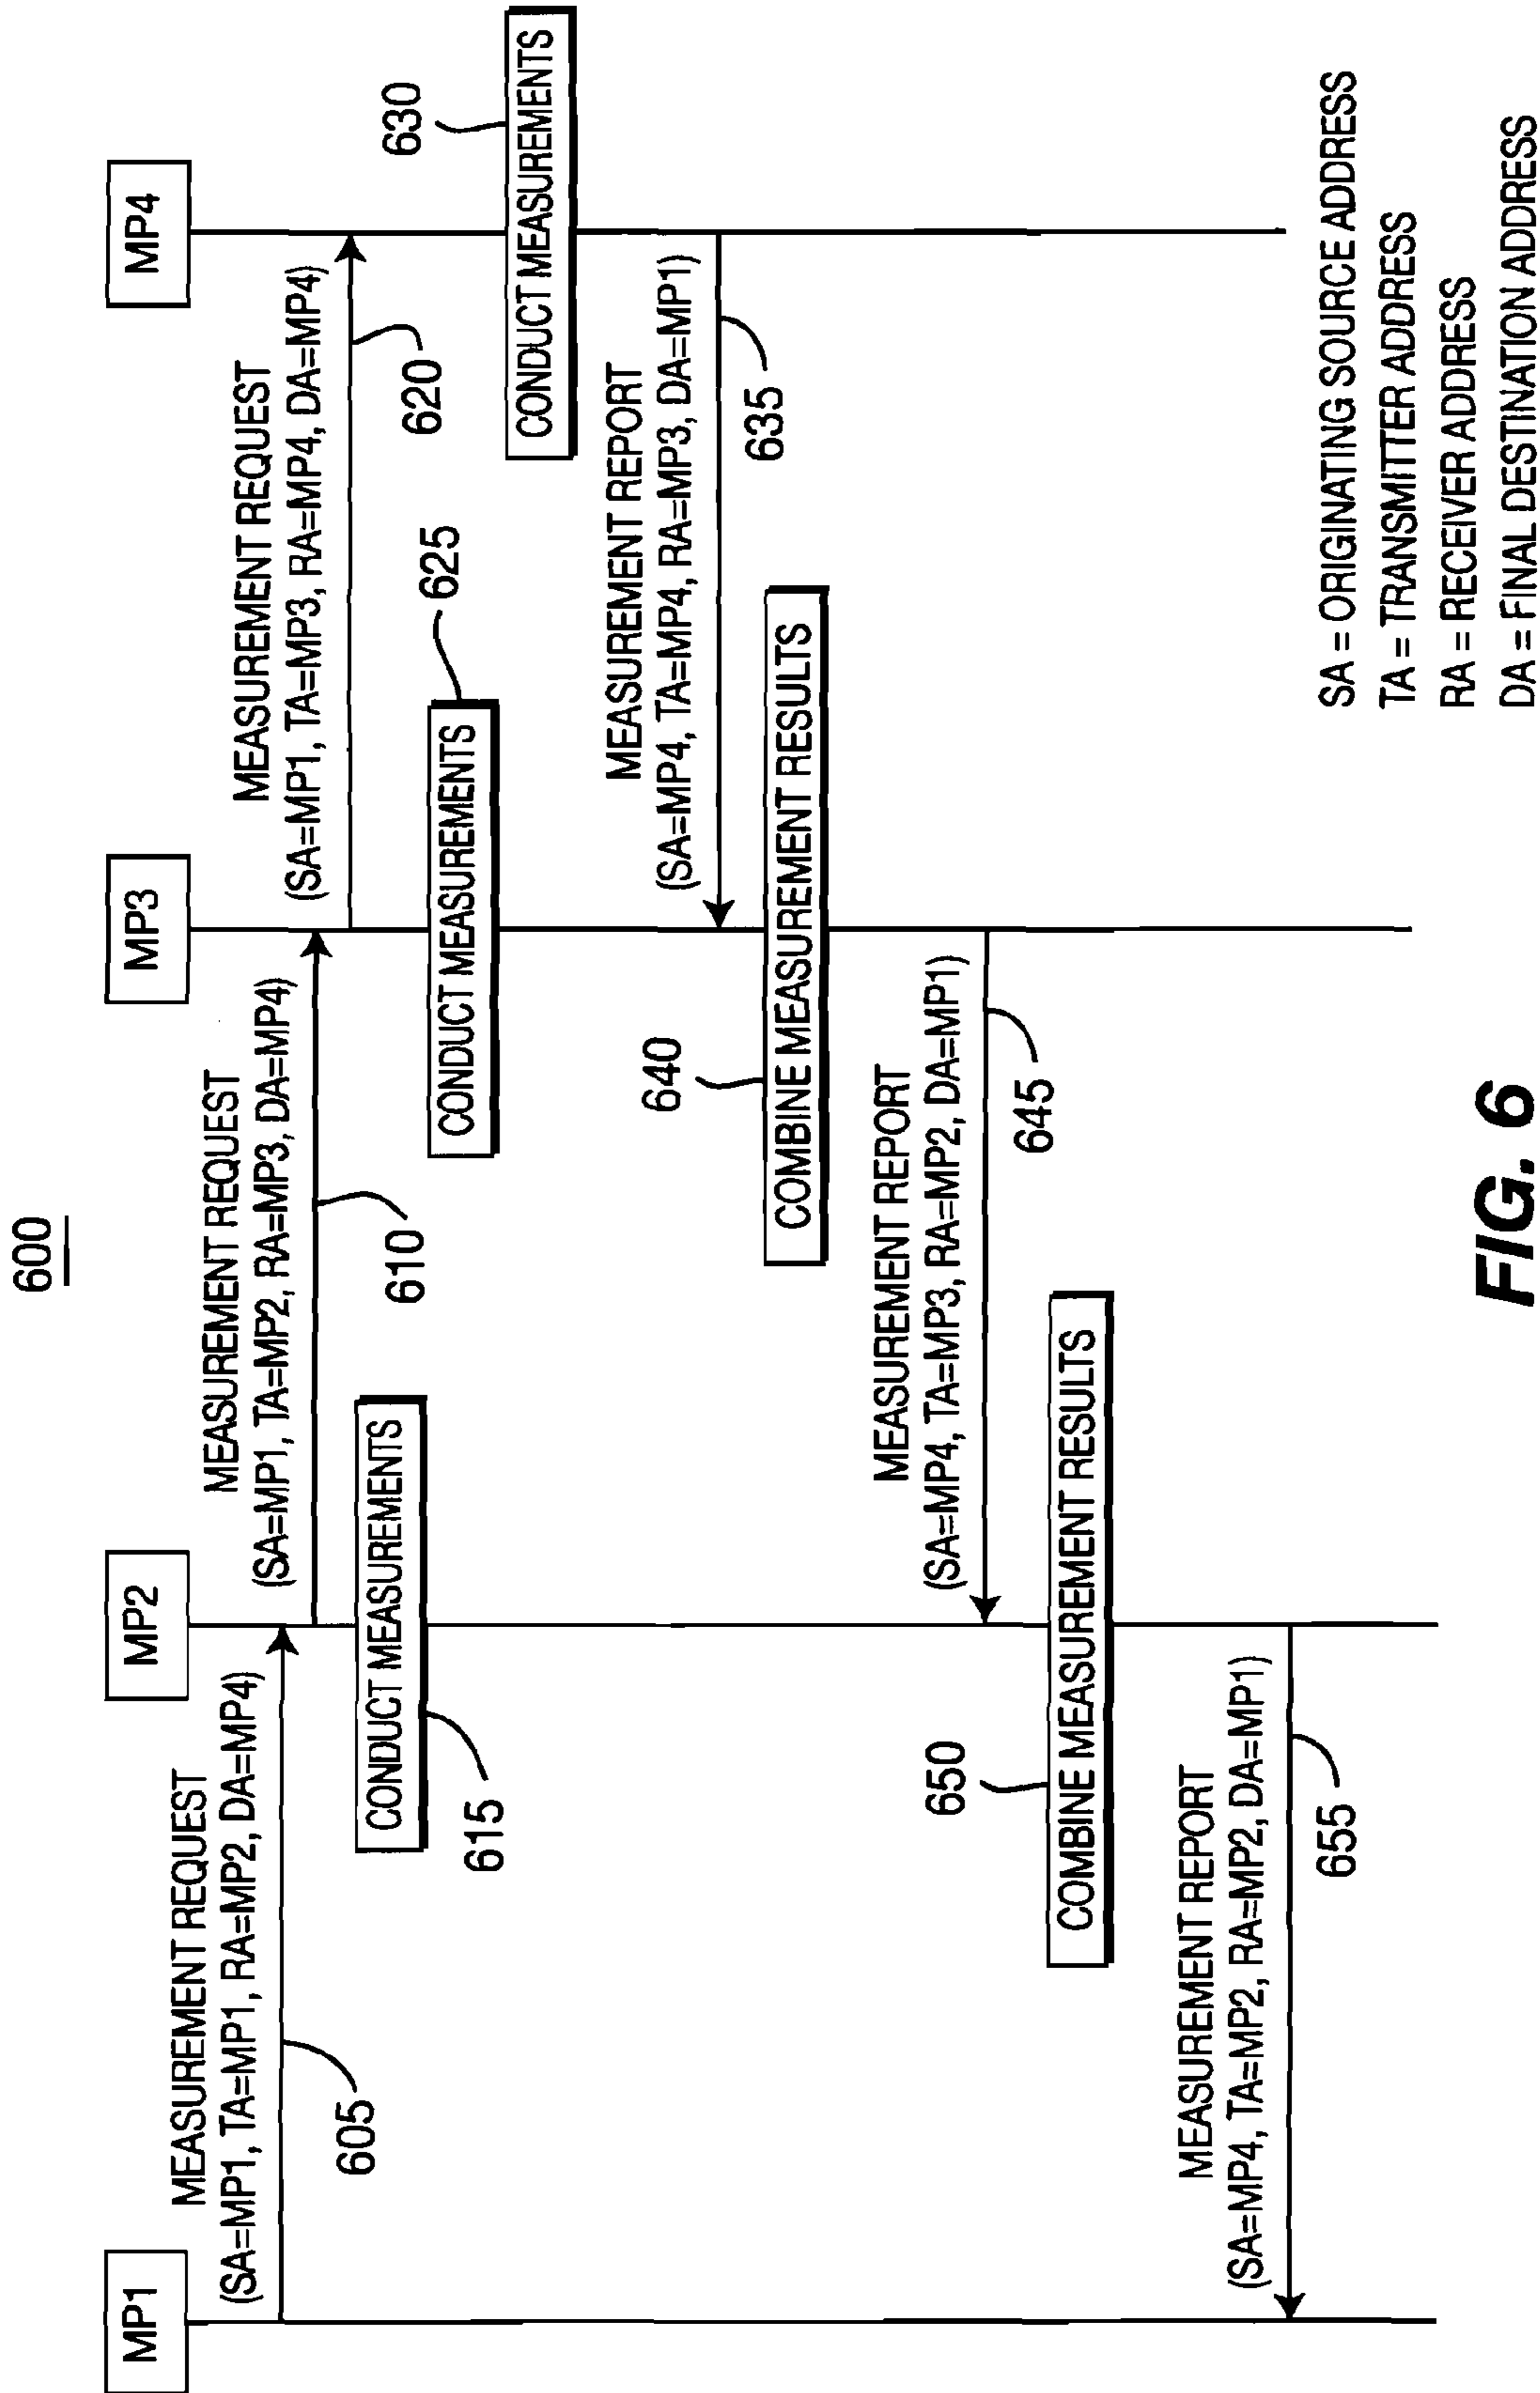 600
MP1
MP2
MP3
MP4
MEASUREMENT REQUEST
(SA=MP1, TA=MP1, RA=MP2, DA=MP4)
605
MEASUREMENT REQUEST
(SA=MP1, TA=MP2, RA=MP3, DA=MP4)
610
MEASUREMENT REQUEST
(SA=MP1, TA=MP3, RA=MP4, DA=MP4)
620
CONDUCT MEASUREMENTS
615
CONDUCT MEASUREMENTS
625
CONDUCT MEASUREMENTS
630
MEASUREMENT REPORT
(SA=MP4, TA=MP4, RA=MP3, DA=MP1)
635
640
COMBINE MEASUREMENT RESULTS
MEASUREMENT REPORT
(SA=MP4, TA=MP3, RA=MP2, DA=MP1)
645
650
COMBINE MEASUREMENT RESULTS
MEASUREMENT REPORT
(SA=MP4, TA=MP2, RA=MP2, DA=MP1)
655
SA = ORIGINATING SOURCE ADDRESS
TA = TRANSMITTER ADDRESS
RA = RECEIVER ADDRESS
DA = FINAL DESTINATION ADDRESS
FIG. 6